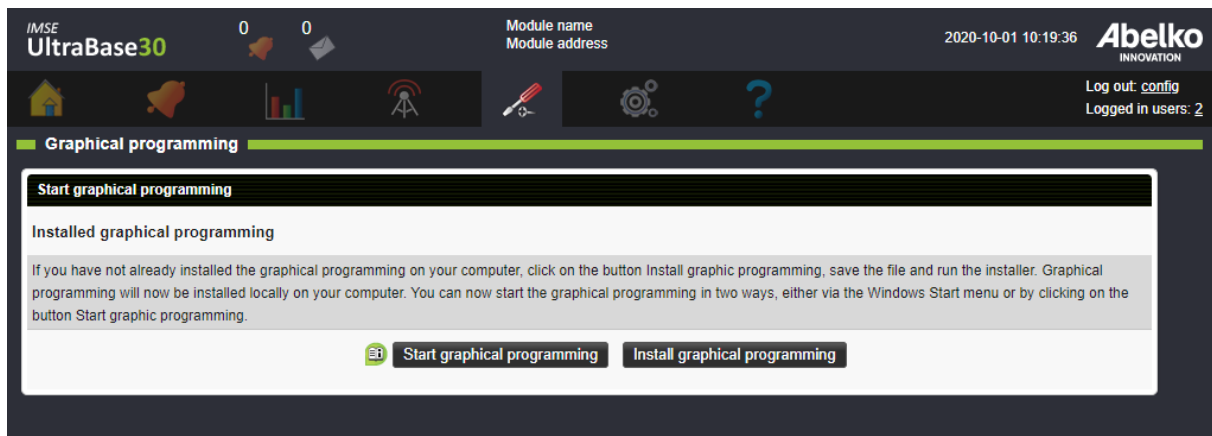 IMSE
UltraBase30
0
0
Module name
Module address
2020-10-01 10:19:36
Abelko
INNOVATION
Log out: config
Logged in users: 2
Graphical programming
Start graphical programming
Installed graphical programming
If you have not already installed the graphical programming on your computer, click on the button Install graphic programming, save the file and run the installer. Graphical
programming will now be installed locally on your computer. You can now start the graphical programming in two ways, either via the Windows Start menu or by clicking on the
button Start graphic programming.
Start graphical programming
Install graphical programming